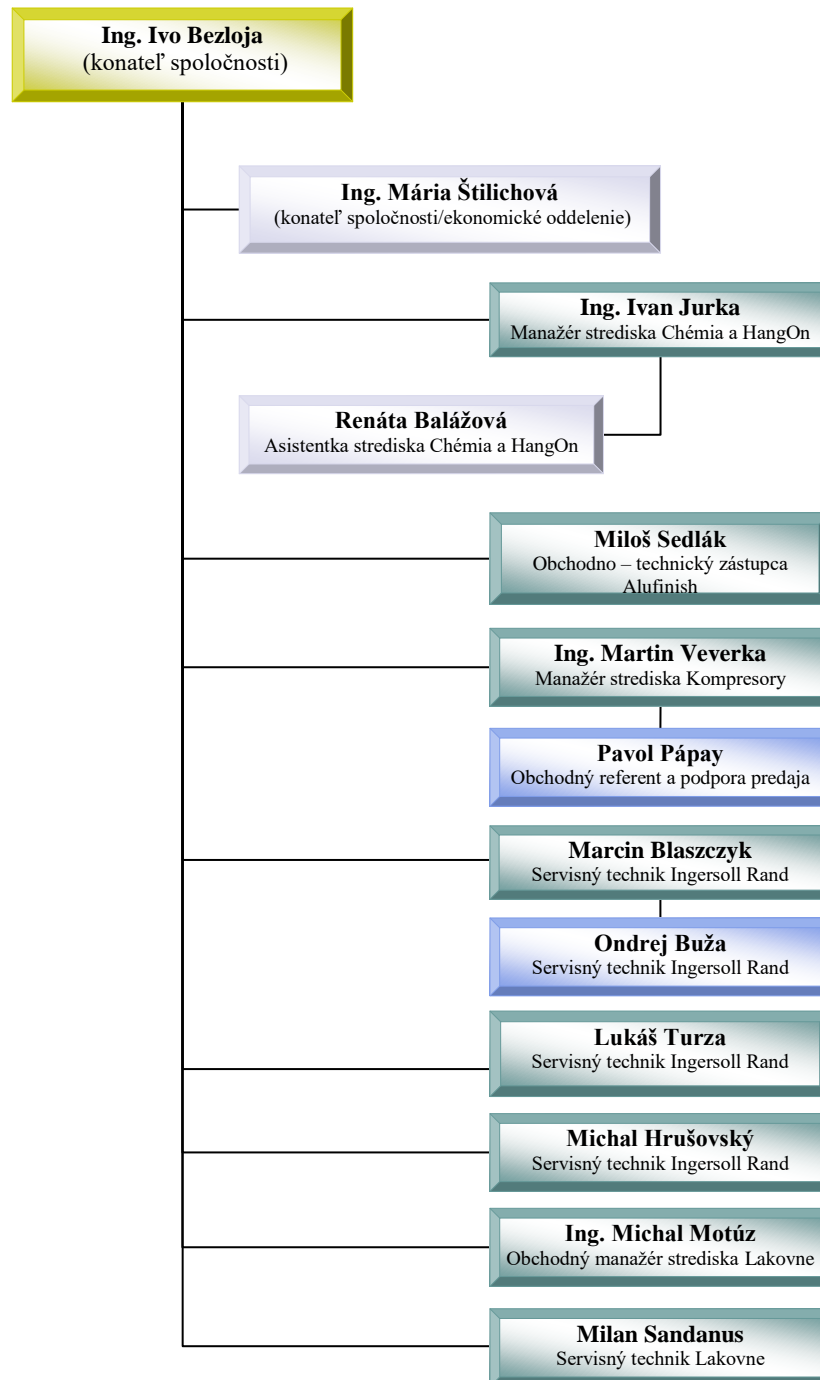 Ing. Ivo Bezloja
(konateľ spoločnosti)
Ing. Mária Štilichová
(konateľ spoločnosti/ekonomické oddelenie)
Ing. Ivan Jurka
Manažér strediska Chémia a HangOn
Renáta Balážová
Asistentka strediska Chémia a HangOn
Miloš Sedlák
Obchodno – technický zástupca
Alufinish
Ing. Martin Veverka
Manažér strediska Kompresory
Pavol Pápay
Obchodný referent a podpora predaja
Marcin Blaszczyk
Servisný technik Ingersoll Rand
Ondrej Buža
Servisný technik Ingersoll Rand
Lukáš Turza
Servisný technik Ingersoll Rand
Michal Hrušovský
Servisný technik Ingersoll Rand
Ing. Michal Motúz
Obchodný manažér strediska Lakovne
Milan Sandanus
Servisný technik Lakovne